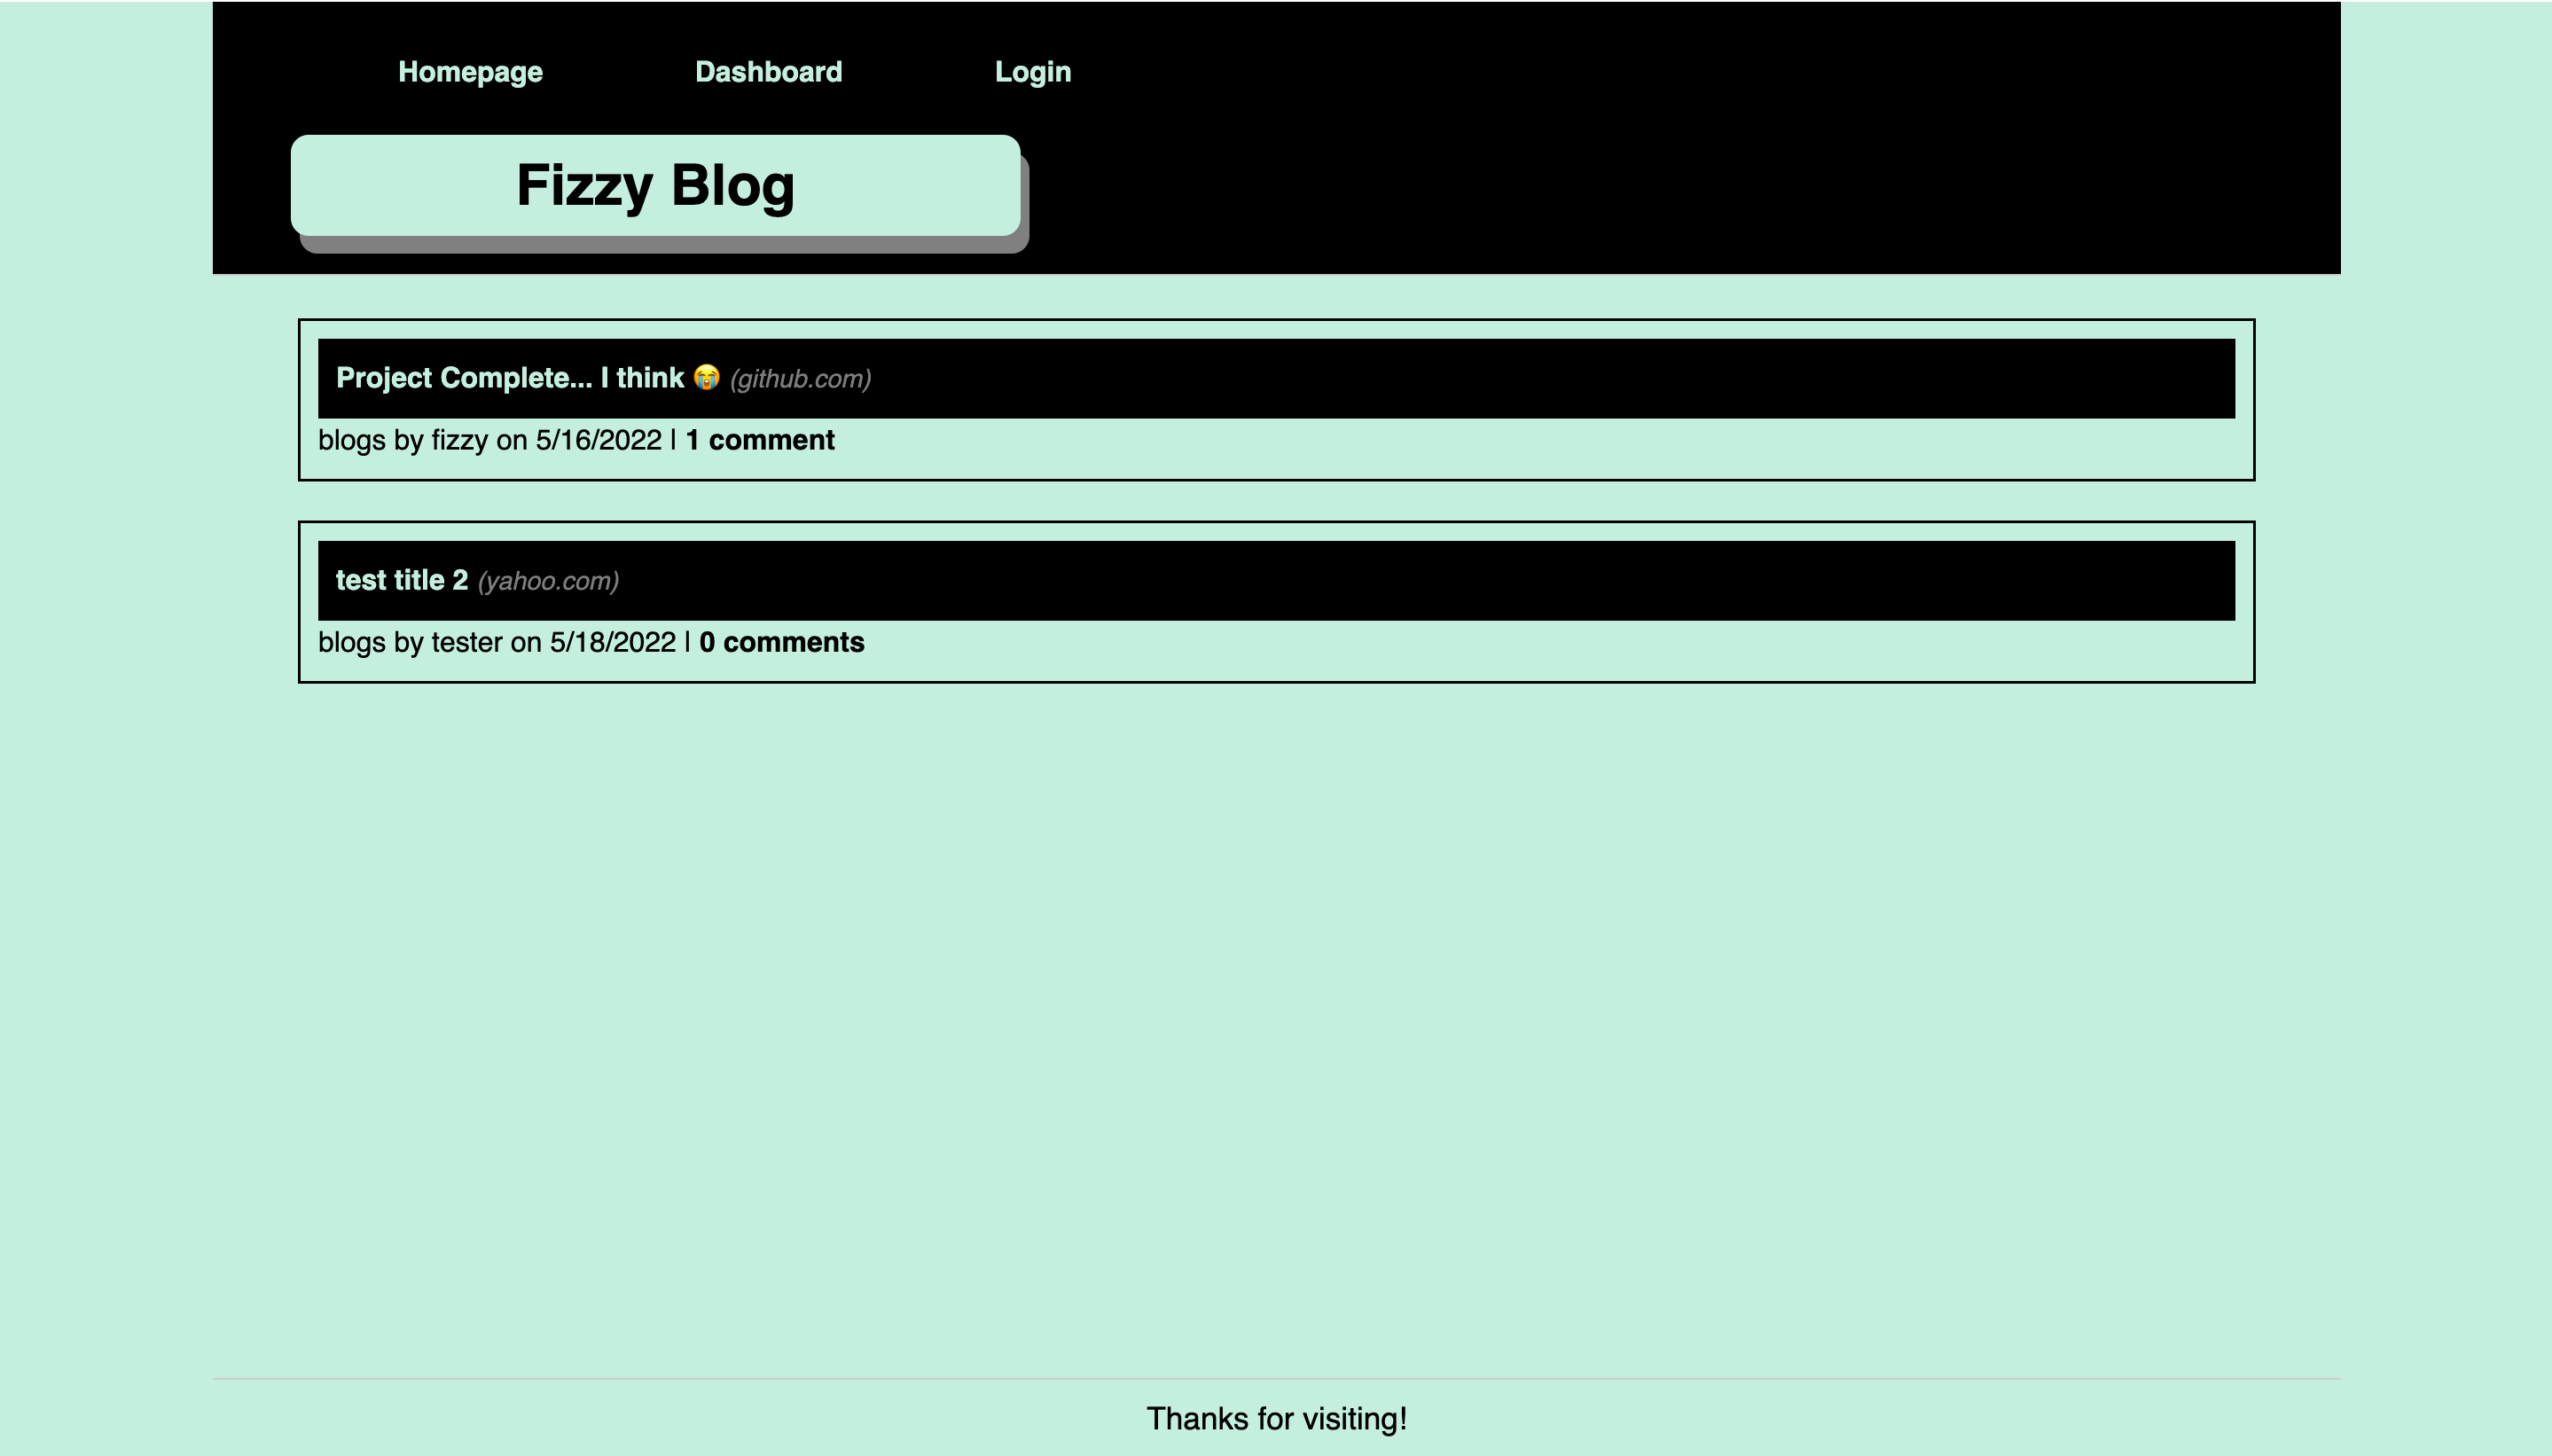 Homepage Dashboard Login
Fizzy Blog
Project Complete... I think 😭 (github.com)
blogs by fizzy on 5/16/2022 | 1 comment
test title 2 (yahoo.com)
blogs by tester on 5/18/2022 | 0 comments
Thanks for visiting!